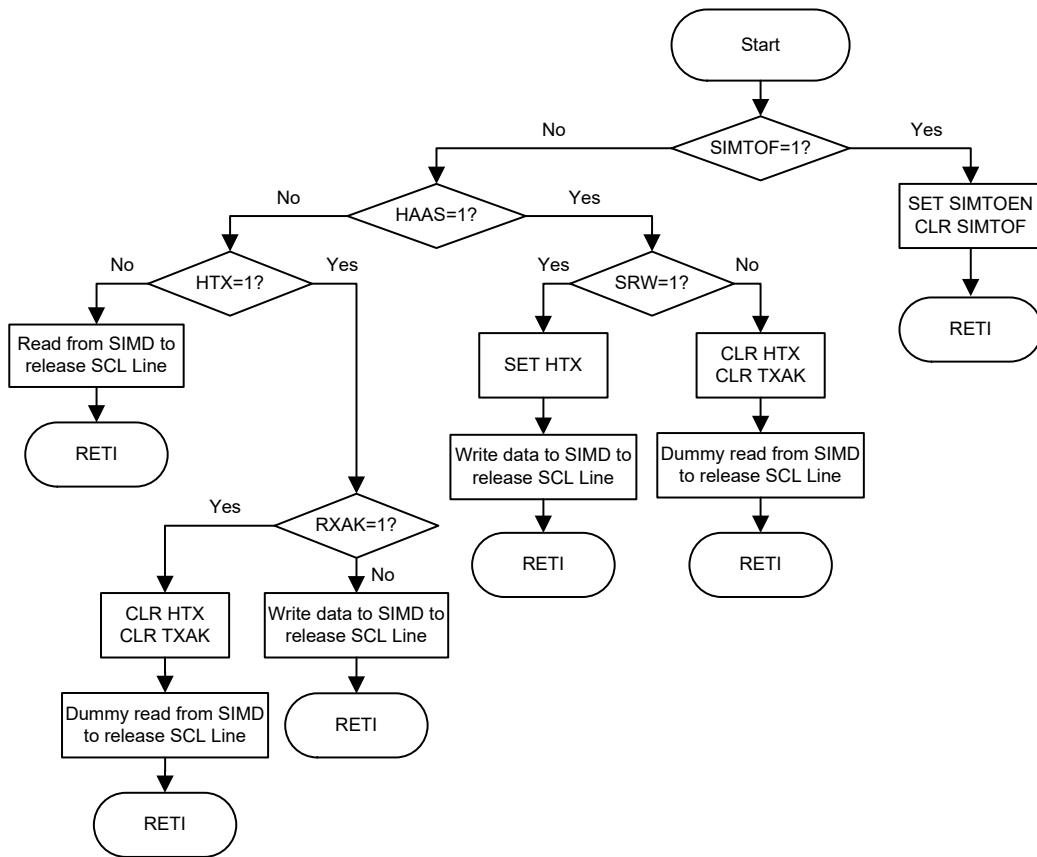 Start
SIMTOF=1?
No
Yes
HAAS=1?
No
Yes
SET SIMTOEN
CLR SIMTOF
RETI
HTX=1?
No
Yes
SRW=1?
Yes
No
Read from SIMD to
release SCL Line
RETI
SET HTX
CLR HTX
CLR TXAK
Write data to SIMD to
release SCL Line
Dummy read from SIMD
to release SCL Line
RETI
RETI
RXAK=1?
Yes
No
CLR HTX
CLR TXAK
Write data to SIMD to
release SCL Line
Dummy read from SIMD
to release SCL Line
RETI
RETI